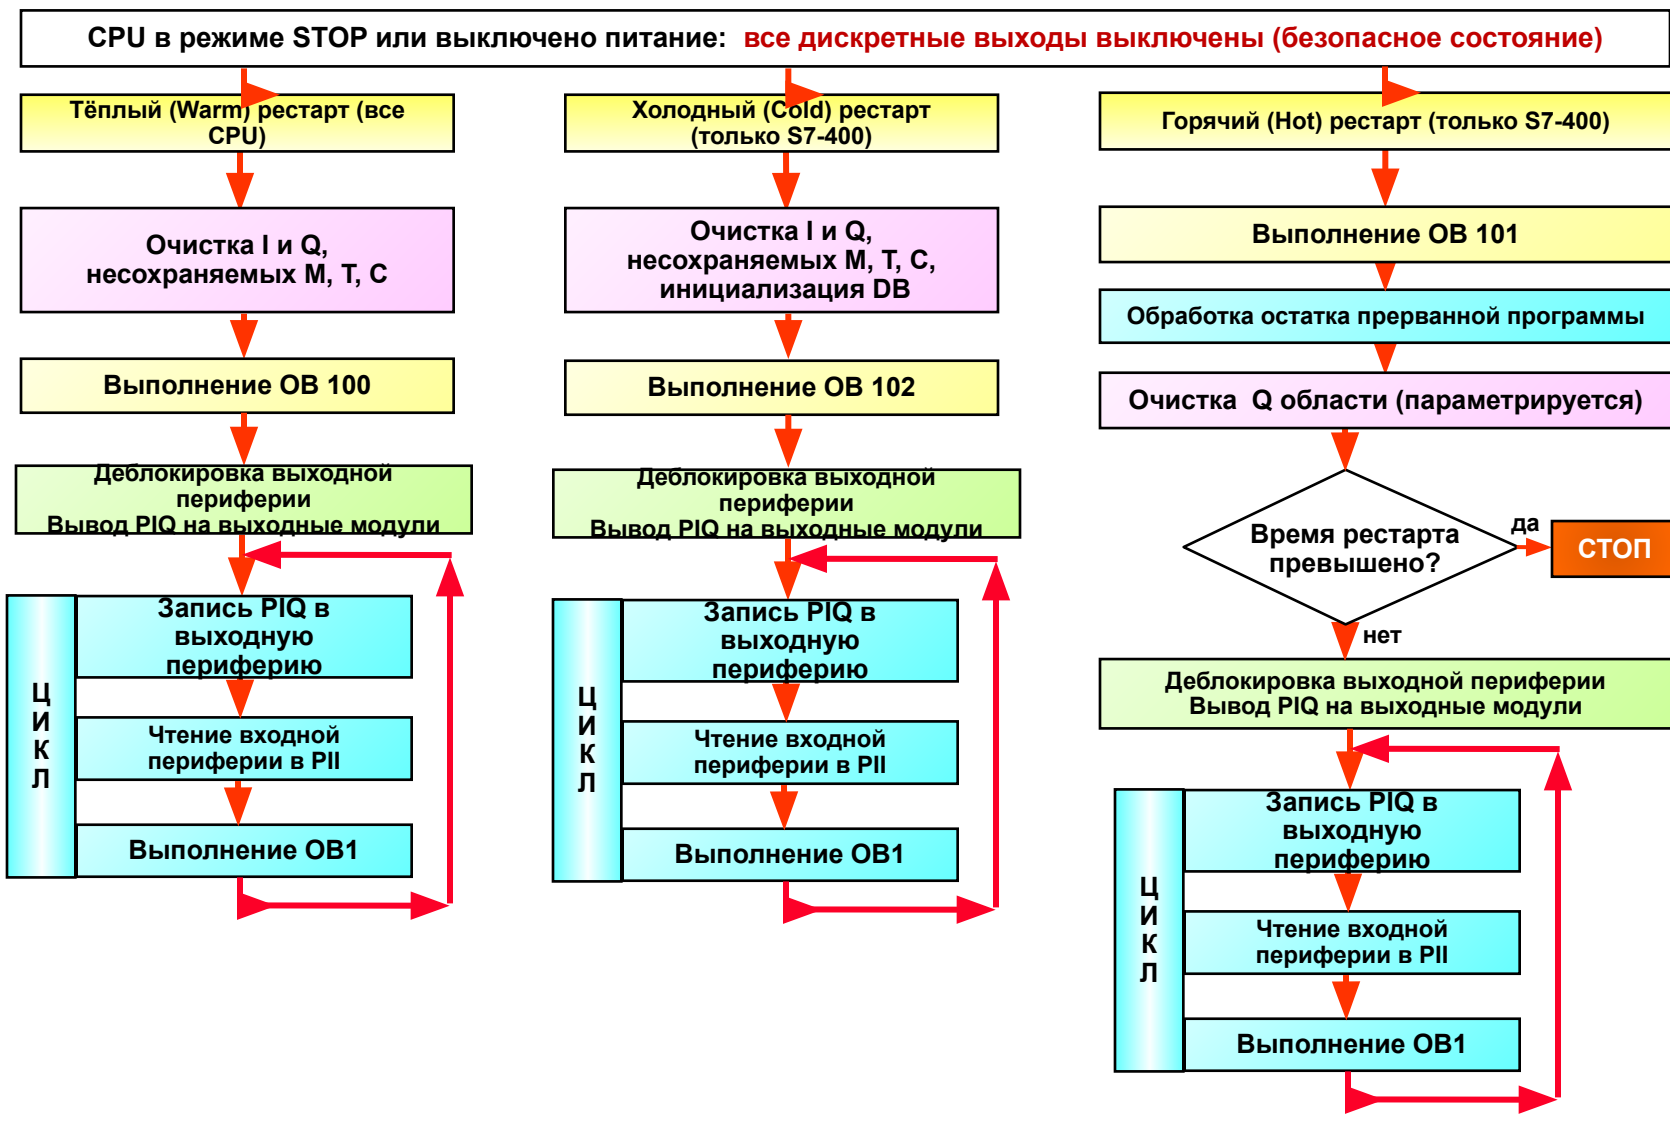 CPU в режиме STOP или выключено питание: все дискретные выходы выключены (безопасное состояние)
Тёплый (Warm) рестарт (все
CPU)
Очистка I и Q,
несохраняемых M, T, C
Выполнение OB 100
Деблокировка выходной
периферии
Вывод PIQ на выходные модули
Ц
И
К
Л
Запись PIQ в
выходную
периферию
Чтение входной
периферии в PII
Выполнение OB1
Холодный (Cold) рестарт
(только S7-400)
Очистка I и Q,
несохраняемых M, T, C,
инициализация DB
Выполнение OB 102
Деблокировка выходной
периферии
Вывод PIQ на выходные модули
Ц
И
К
Л
Запись PIQ в
выходную
периферию
Чтение входной
периферии в PII
Выполнение OB1
Горячий (Hot) рестарт (только S7-400)
Выполнение OB 101
Обработка остатка прерванной программы
Очистка Q области (параметрируется)
Время рестарта
превышено?
да
СТОП
нет
Деблокировка выходной периферии
Вывод PIQ на выходные модули
Ц
И
К
Л
Запись PIQ в
выходную
периферию
Чтение входной
периферии в PII
Выполнение OB1